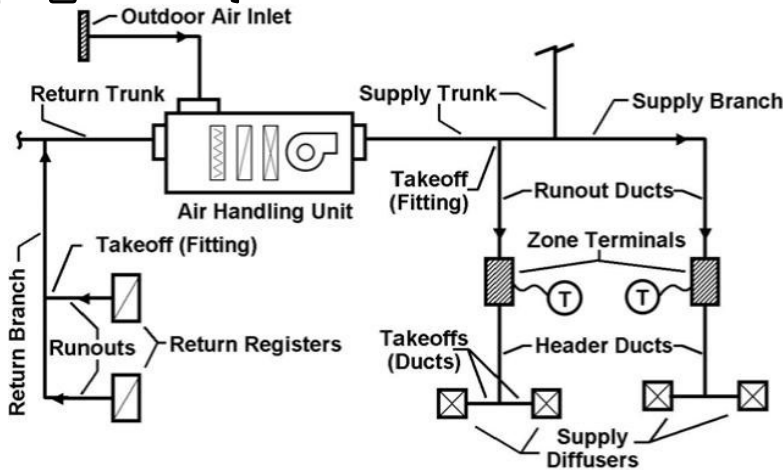 Outdoor Air Inlet
Return Trunk
Supply Trunk
Supply Branch
Takeoff
(Fitting)
Runout Ducts
Air Handling Unit
Takeoff (Fitting)
Zone Terminals
T
T
Return Branch
Runouts
Return Registers
Takeoffs
(Ducts)
Header Ducts
Supply
Diffusers